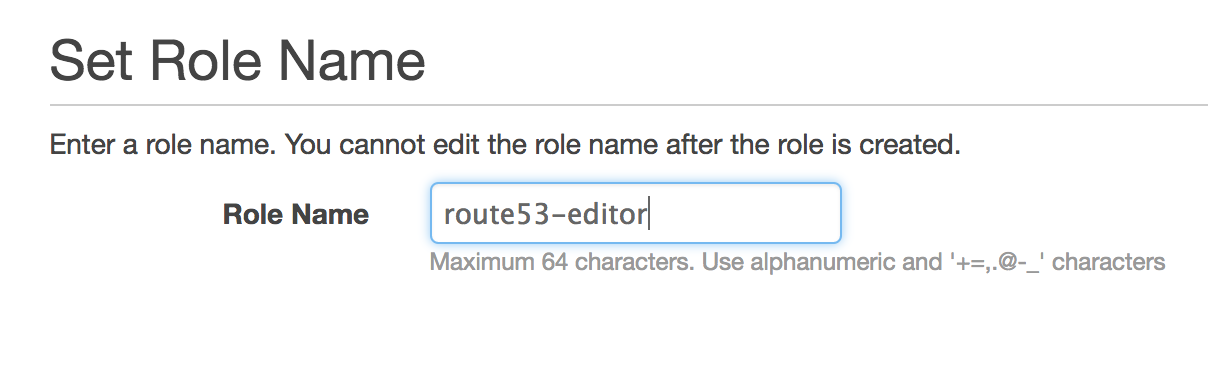 Set Role Name
Enter a role name. You cannot edit the role name after the role is created.
Role Name route53-editor
Maximum 64 characters. Use alphanumeric and '+=,.@-_' characters